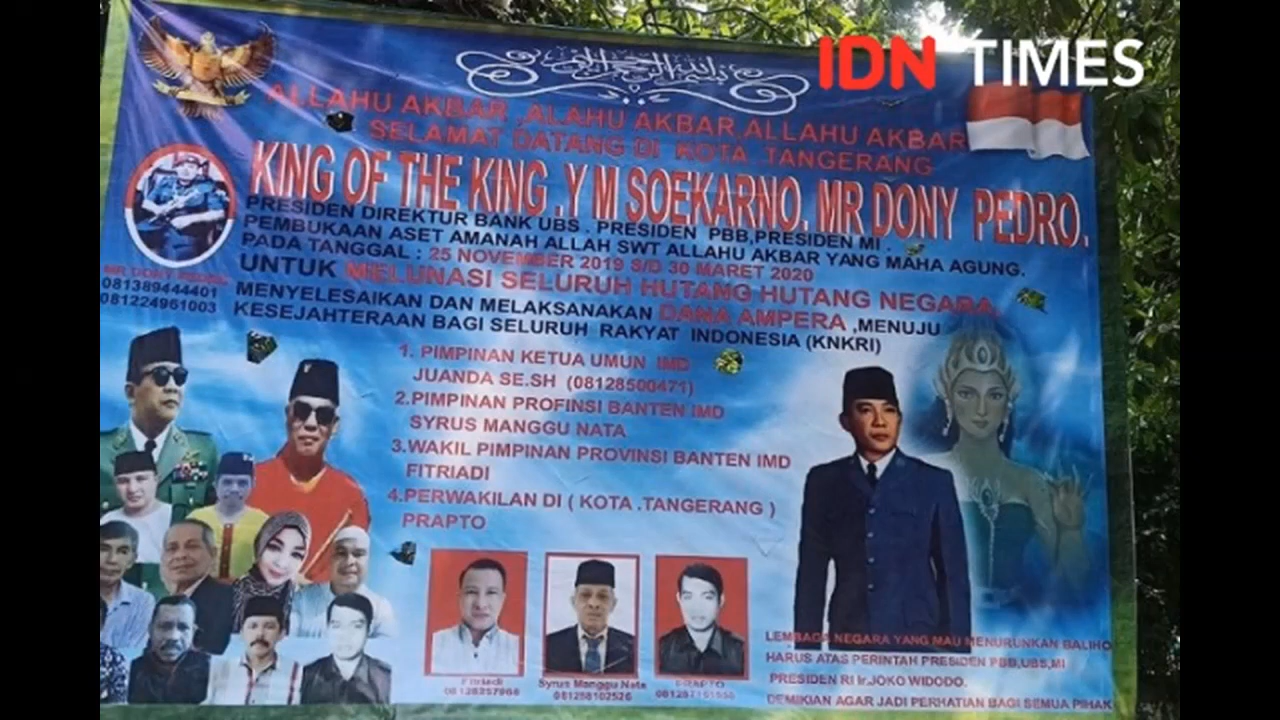 IDN TIMES
ALLAHU AKBAR ,ALAHU AKBAR,ALLAHU AKBAR
SELAMAT DATANG DI KOTA .TANGERANG
KING OF THE KING .Y M SOEKARNO. MR DONY PEDRO.
PRESIDEN DIREKTUR BANK UBS . PRESIDEN PBB,PRESIDEN MI .
PEMBUKAAN ASET AMANAH ALLAH SWT ALLAHU AKBAR YANG MAHA AGUNG.
PADA TANGGAL : 25 NOVEMBER 2019 S/D 30 MARET 2020
UNTUK MELUNASI SELURUH HUTANG HUTANG NEGARA,
MENYELESAIKAN DAN MELAKSANAKAN DANA AMPERA ,MENUJU
KESEJAHTERAAN BAGI SELURUH RAKYAT INDONESIA (KNKRI)
MR DONY PEDRO
081389444401
081224961003
1. PIMPINAN KETUA UMUN IMD
JUANDA SE.SH (08128500471)
2.PIMPINAN PROFINSI BANTEN IMD
SYRUS MANGGU NATA
3.WAKIL PIMPINAN PROVINSI BANTEN IMD
FITRIADI
4.PERWAKILAN DI ( KOTA .TANGERANG )
PRAPTO
Fitriadi
Syrus Manggu Nata
PRAPTO
LEMBAGA NEGARA YANG MAU MENURUNKAN BALIHO
HARUS ATAS PERINTAH PRESIDEN PBB,UBS,MI
PRESIDEN RI Ir.JOKO WIDODO.
DEMIKIAN AGAR JADI PERHATIAN BAGI SEMUA PIHAK